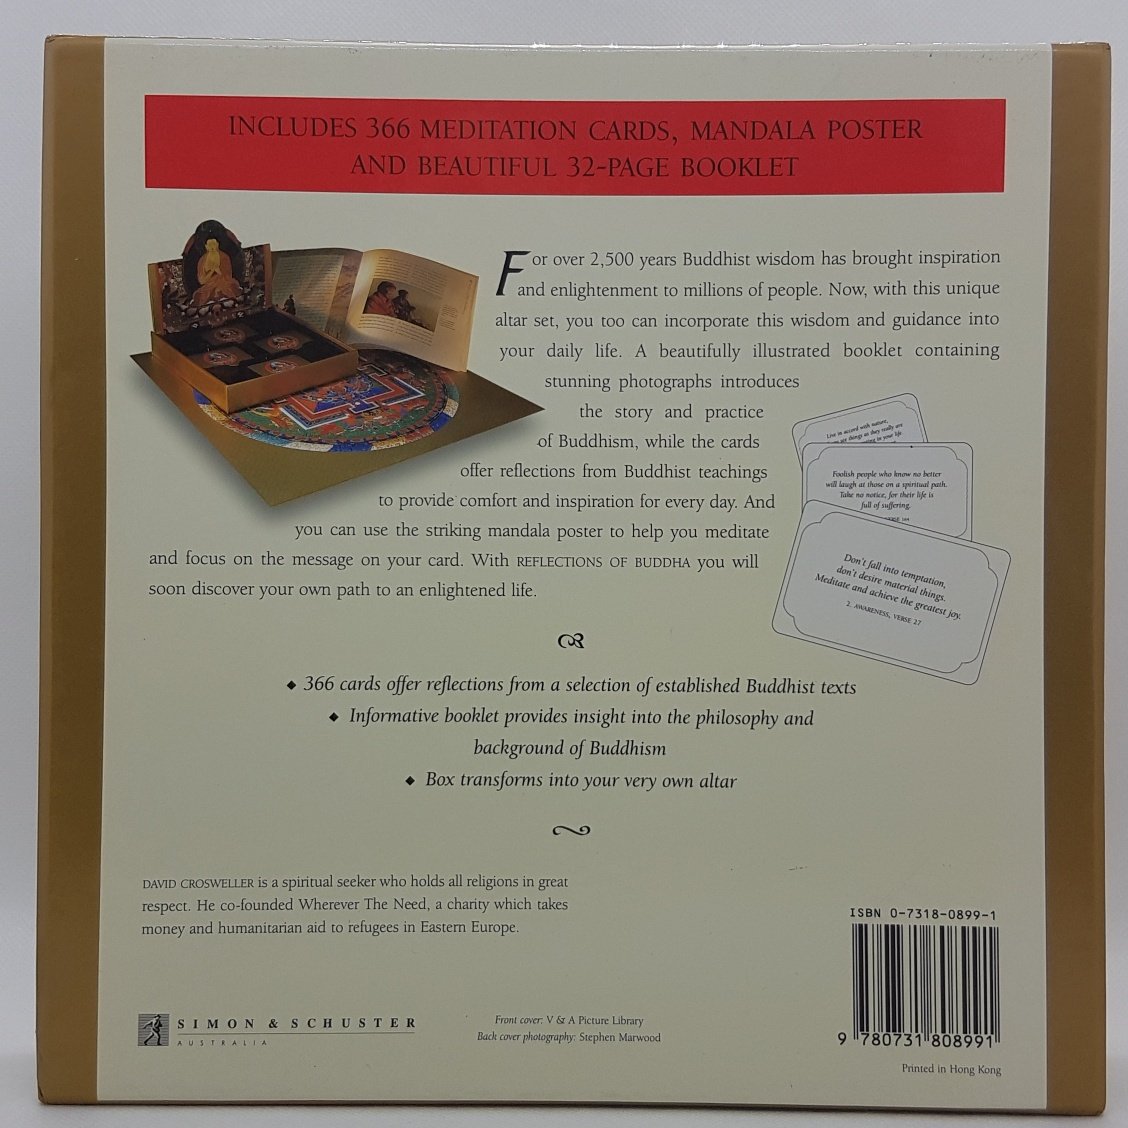 INCLUDES 366 MEDITATION CARDS, MANDALA POSTER
AND BEAUTIFUL 32-PAGE BOOKLET
For over 2,500 years Buddhist wisdom has brought inspiration
and enlightenment to millions of people. Now, with this unique
altar set, you too can incorporate this wisdom and guidance into
your daily life. A beautifully illustrated booklet containing
stunning photographs introduces
the story and practice
of Buddhism, while the cards
offer reflections from Buddhist teachings
to provide comfort and inspiration for every day. And
you can use the striking mandala poster to help you meditate
and focus on the message on your card. With REFLECTIONS OF BUDDHA you will
soon discover your own path to an enlightened life.
Live in accord with nature,
see things as they really are
in your life
Foolish people who know no better
will laugh at those on a spiritual path.
Take no notice, for their life is
full of suffering.
Don't fall into temptation,
don't desire material things.
Meditate and achieve the greatest joy.
2. AWARENESS, VERSE 27
◆ 366 cards offer reflections from a selection of established Buddhist texts
◆ Informative booklet provides insight into the philosophy and
background of Buddhism
◆ Box transforms into your very own altar
DAVID CROSWELLER is a spiritual seeker who holds all religions in great
respect. He co-founded Wherever The Need, a charity which takes
money and humanitarian aid to refugees in Eastern Europe.
SIMON & SCHUSTER
AUSTRALIA
Front cover: V & A Picture Library
Back cover photography: Stephen Marwood
ISBN 0-7318-0899-1
9 780731 808991
Printed in Hong Kong